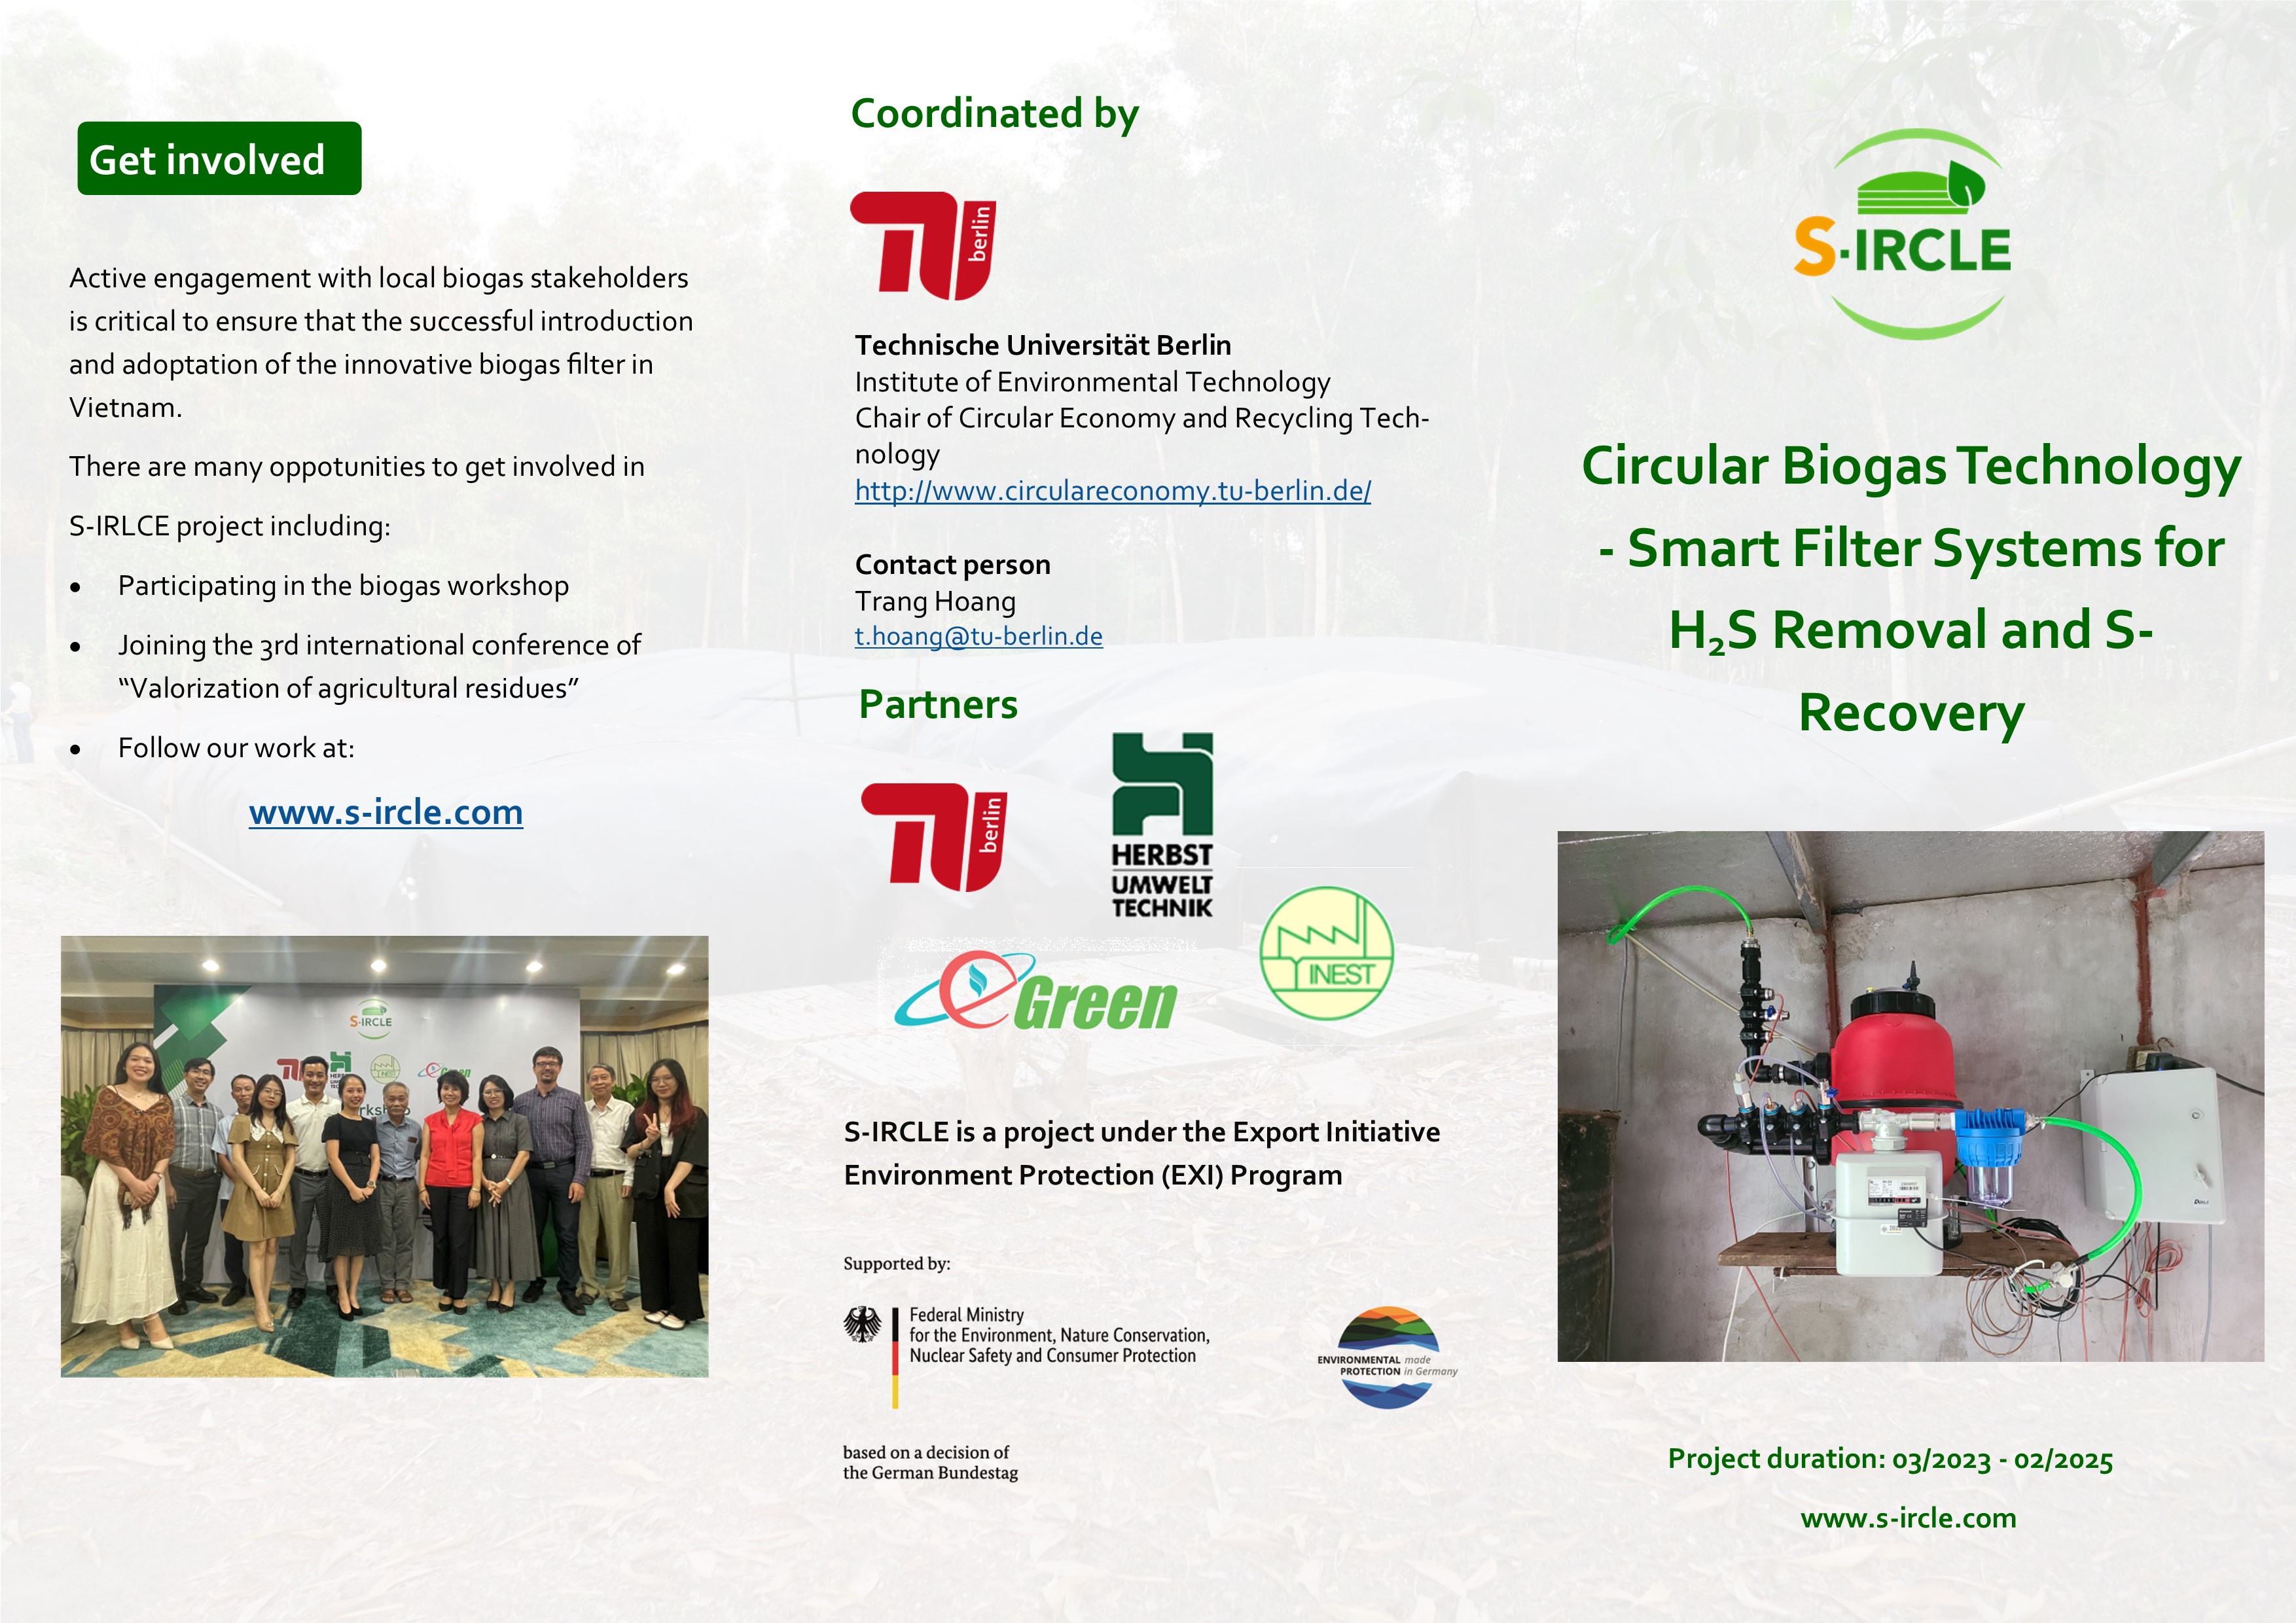 Get involved
Active engagement with local biogas stakeholders
is critical to ensure that the successful introduction
and adoptation of the innovative biogas filter in
Vietnam.
There are many oppotunities to get involved in
S-IRLCE project including:
• Participating in the biogas workshop
• Joining the 3rd international conference of
“Valorization of agricultural residues”
• Follow our work at:
www.s-ircle.com
S-IRCLE
INEST
Green
Coordinated by
berlin
Technische Universität Berlin
Institute of Environmental Technology
Chair of Circular Economy and Recycling Tech-
nology
http://www.circulareconomy.tu-berlin.de/
Contact person
Trang Hoang
t.hoang@tu-berlin.de
Partners
berlin
HERBST
UMWELT
TECHNIK
eGreen
INEST
S-IRCLE is a project under the Export Initiative
Environment Protection (EXI) Program
Supported by:
Federal Ministry
for the Environment, Nature Conservation,
Nuclear Safety and Consumer Protection
ENVIRONMENTAL made
PROTECTION in Germany
based on a decision of
the German Bundestag
S-IRCLE
Circular Biogas Technology
- Smart Filter Systems for
H₂S Removal and S-
Recovery
Project duration: 03/2023 - 02/2025
www.s-ircle.com